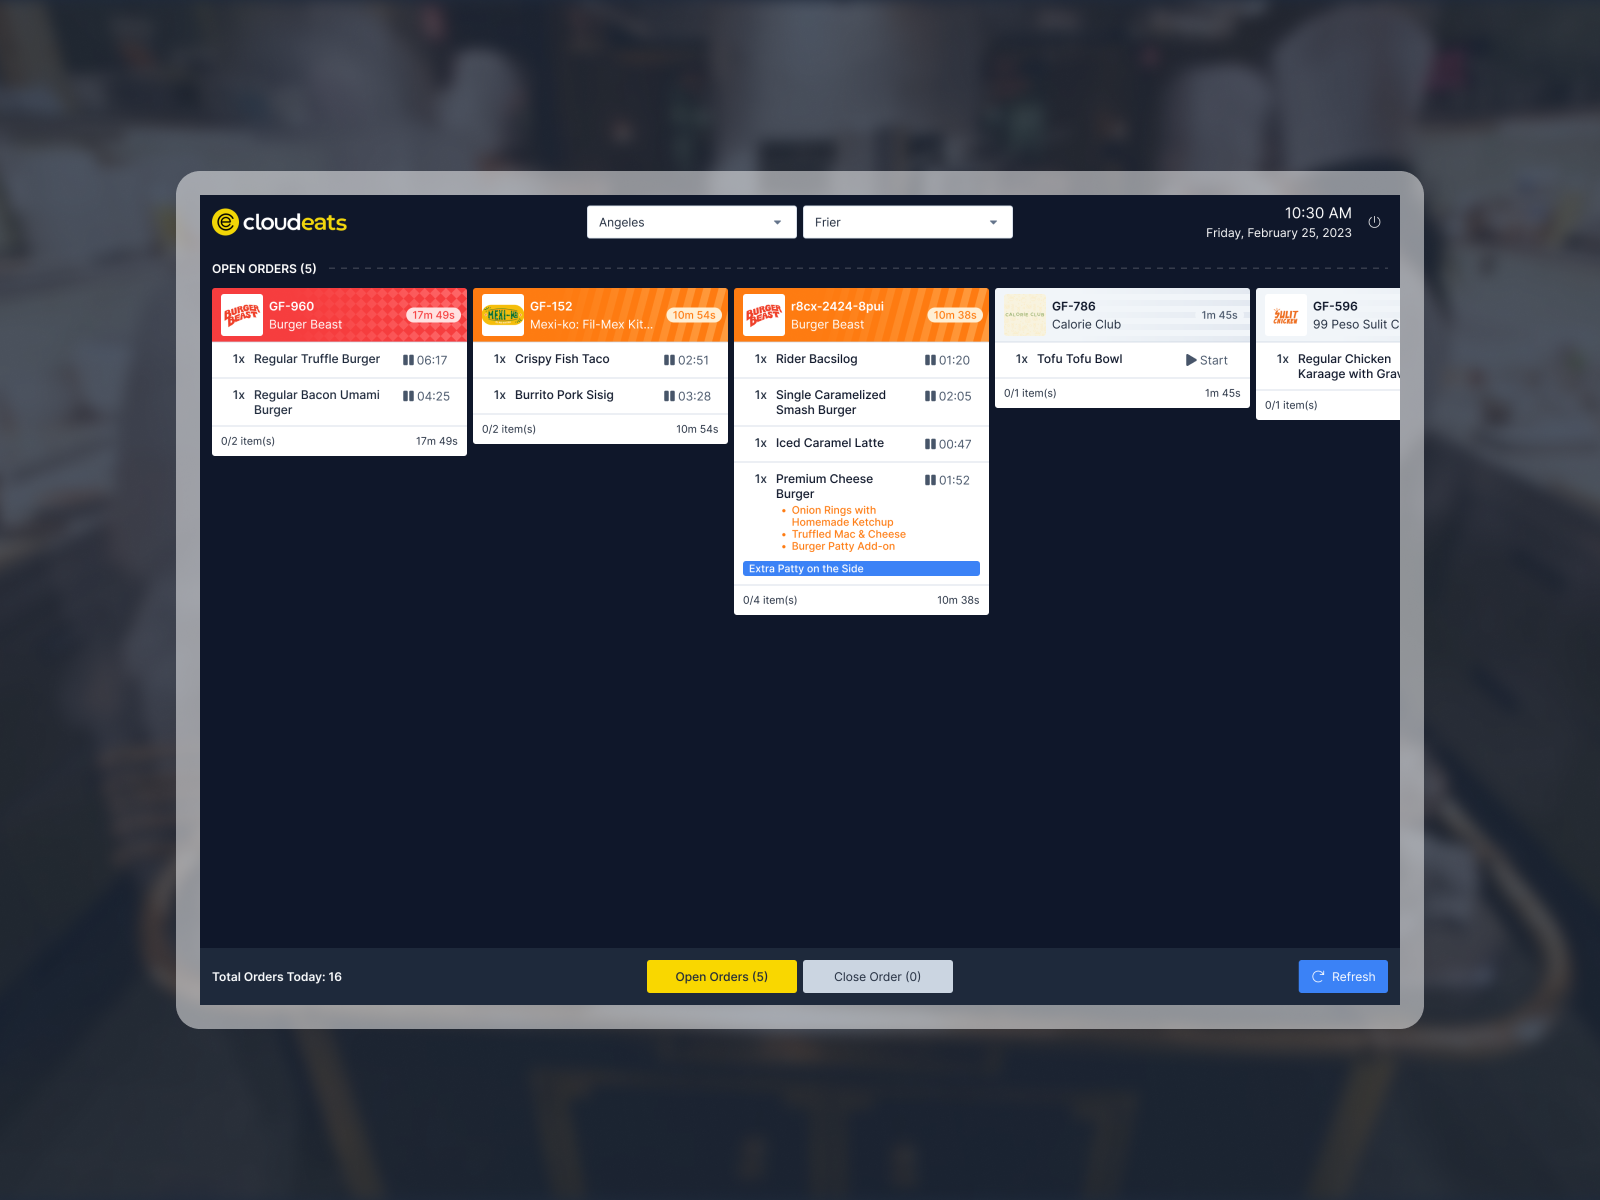 cloudeats
Angeles
Frier
10:30 AM
Friday, February 25, 2023
OPEN ORDERS (5)
BURGER BEAST
GF-960
Burger Beast
17m 49s
1x Regular Truffle Burger 06:17
1x Regular Bacon Umami
Burger
04:25
0/2 item(s) 17m 49s
MEXI-KO
GF-152
Mexi-ko: Fil-Mex Kit...
10m 54s
1x Crispy Fish Taco 02:51
1x Burrito Pork Sisig 03:28
0/2 item(s) 10m 54s
BURGER BEAST
r8cx-2424-8pui
Burger Beast
10m 38s
1x Rider Bacsilog 01:20
1x Single Caramelized
Smash Burger
02:05
1x Iced Caramel Latte 00:47
1x Premium Cheese
Burger
01:52
• Onion Rings with
Homemade Ketchup
• Truffled Mac & Cheese
• Burger Patty Add-on
Extra Patty on the Side
0/4 item(s) 10m 38s
CALORIE CLUB
GF-786
Calorie Club
1m 45s
1x Tofu Tofu Bowl Start
0/1 item(s) 1m 45s
SULIT
CHICKEN
GF-596
99 Peso Sulit C
1x Regular Chicken
Karaage with Grav
0/1 item(s)
Total Orders Today: 16
Open Orders (5)
Close Order (0)
Refresh